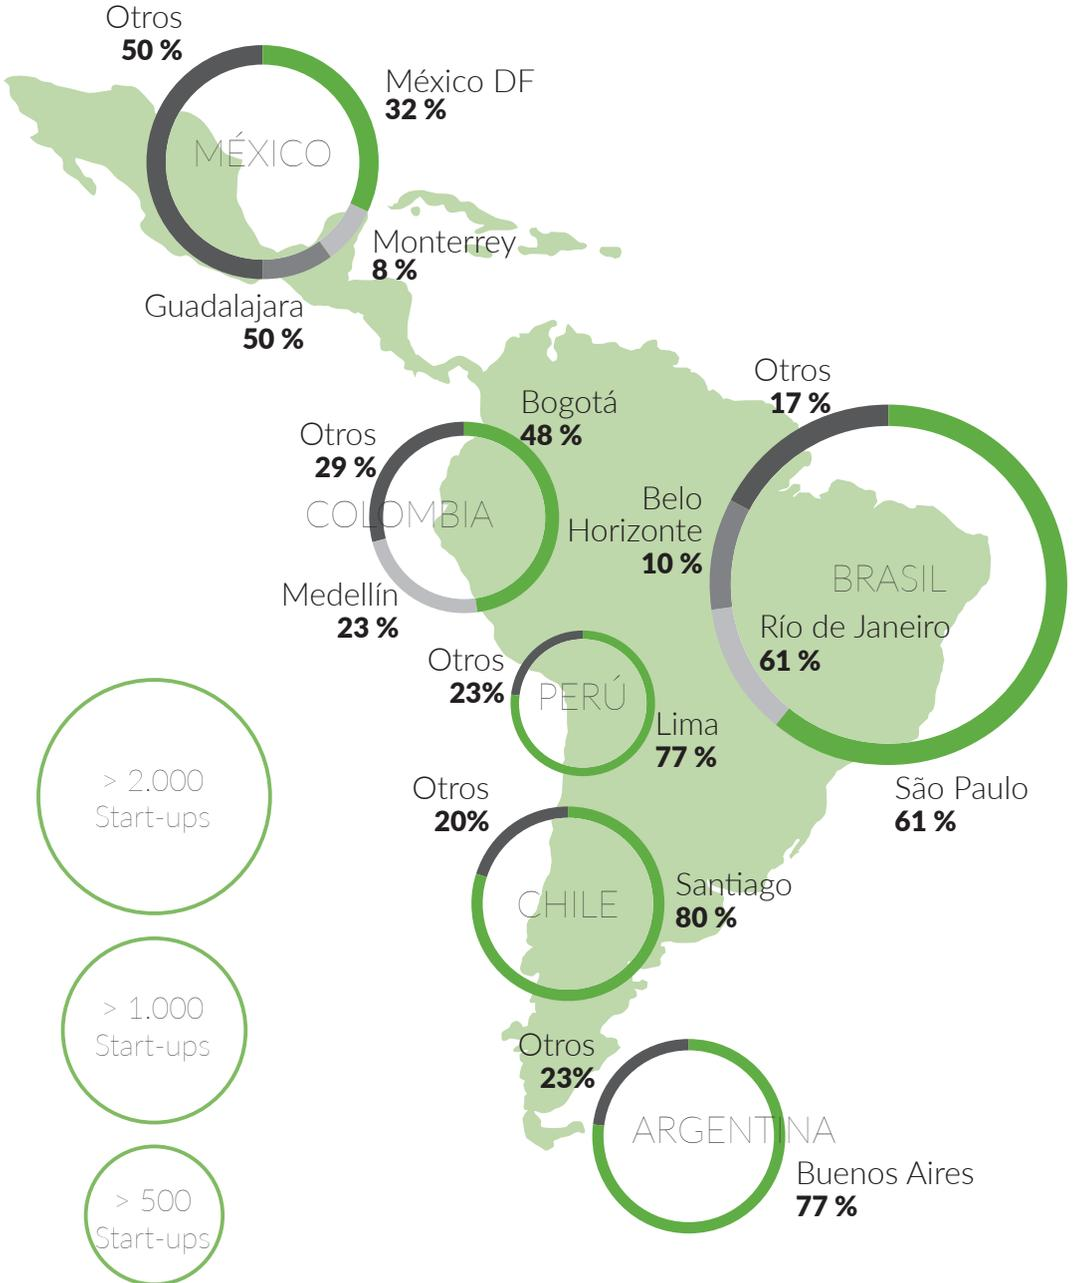 Otros
50 %
México DF
32 %
MÉXICO
Monterrey
8 %
Guadalajara
50 %
Otros
17 %
Bogotá
48 %
Otros
29 %
COLOMBIA
Belo
Horizonte
10 %
BRASIL
Río de Janeiro
61 %
Medellín
23 %
Otros
23%
PERÚ
Lima
77 %
São Paulo
61 %
Otros
20%
CHILE
Santiago
80 %
Otros
23%
ARGENTINA
Buenos Aires
77 %
> 2.000
Start-ups
> 1.000
Start-ups
> 500
Start-ups